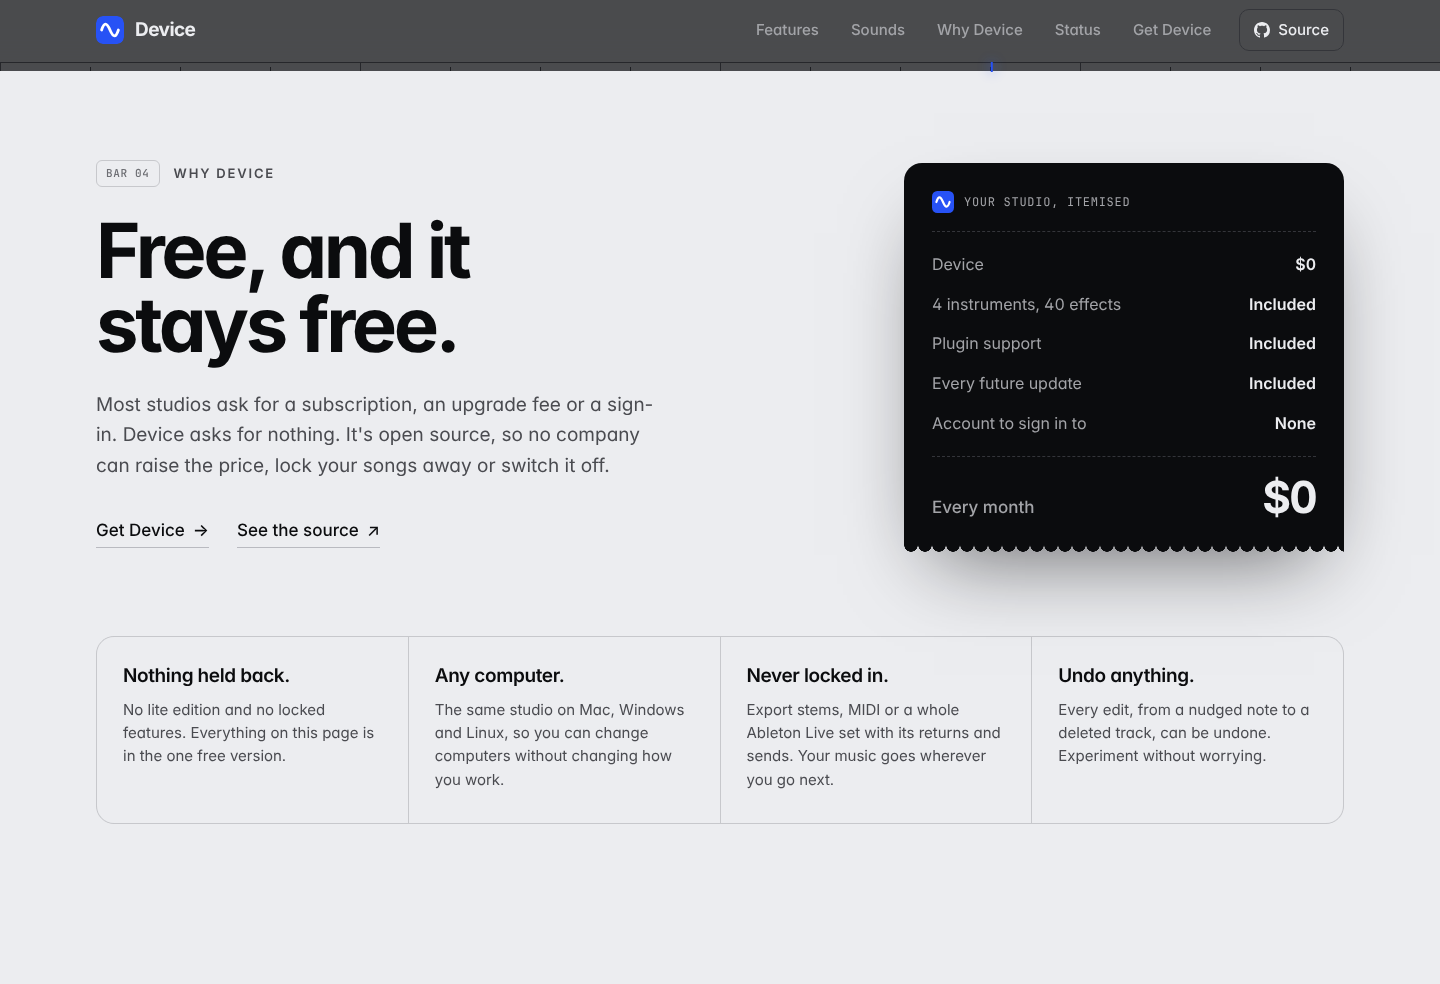 Device
Features
Sounds
Why Device
Status
Get Device
Source
BAR 04
WHY DEVICE
Free, and it
stays free.
Most studios ask for a subscription, an upgrade fee or a sign-
in. Device asks for nothing. It's open source, so no company
can raise the price, lock your songs away or switch it off.
Get Device →
See the source ↗
YOUR STUDIO, ITEMISED
Device $0
4 instruments, 40 effects Included
Plugin support Included
Every future update Included
Account to sign in to None
Every month $0
Nothing held back.
No lite edition and no locked
features. Everything on this page is
in the one free version.
Any computer.
The same studio on Mac, Windows
and Linux, so you can change
computers without changing how
you work.
Never locked in.
Export stems, MIDI or a whole
Ableton Live set with its returns and
sends. Your music goes wherever
you go next.
Undo anything.
Every edit, from a nudged note to a
deleted track, can be undone.
Experiment without worrying.